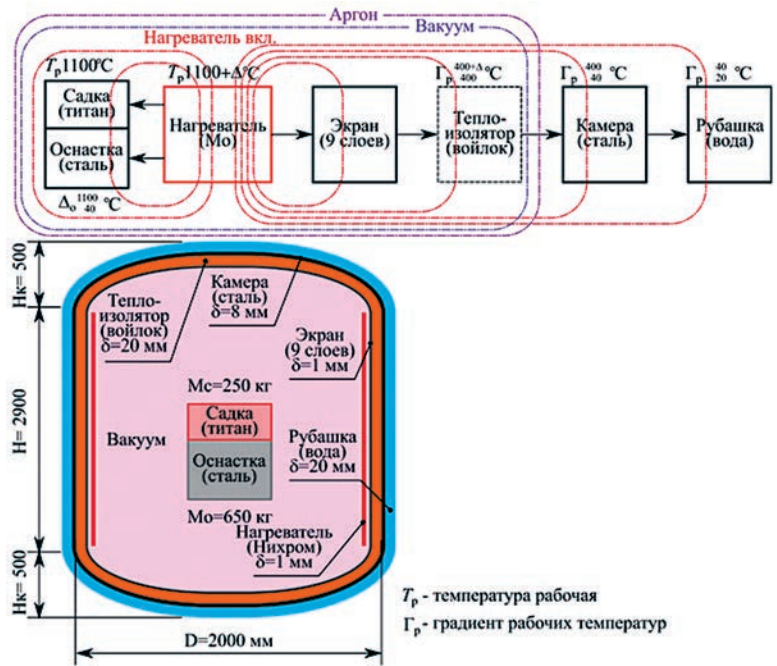 Аргон
Вакуум
Нагреватель вкл.
Tр1100℃
Tр1100+Δ℃
Гр 400+Δ 400 ℃
Гр 400 40 ℃
Гр 40 20 ℃
Садка
(титан)
Оснастка
(сталь)
Нагреватель
(Мо)
Экран
(9 слоев)
Тепло-
изолятор
(войлок)
Камера
(сталь)
Рубашка
(вода)
Δо 1100 40 ℃
Нк= 500
Н= 2900
Нк= 500
Тепло-
изолятор
(войлок)
δ=20 мм
Камера
(сталь)
δ=8 мм
Экран
(9 слоев)
δ=1 мм
Мс=250 кг
Садка
(титан)
Вакуум
Оснастка
(сталь)
Рубашка
(вода)
δ=20 мм
Мо=650 кг
Нагреватель
(Нихром)
δ=1 мм
D=2000 мм
Tр - температура рабочая
Гр - градиент рабочих температур